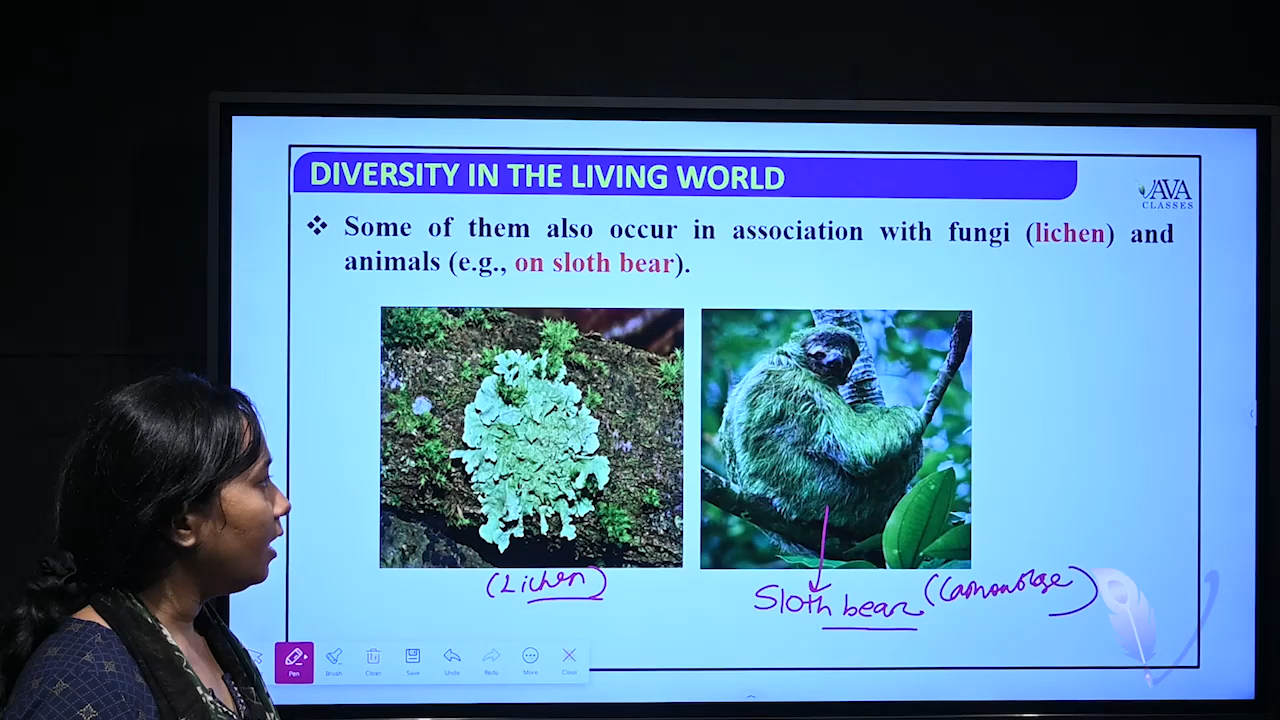 DIVERSITY IN THE LIVING WORLD
AVA
CLASSES
❖ Some of them also occur in association with fungi (lichen) and
animals (e.g., on sloth bear).
(Lichen)
Sloth bear
Pen Brush Clean Save Undo Redo More Close